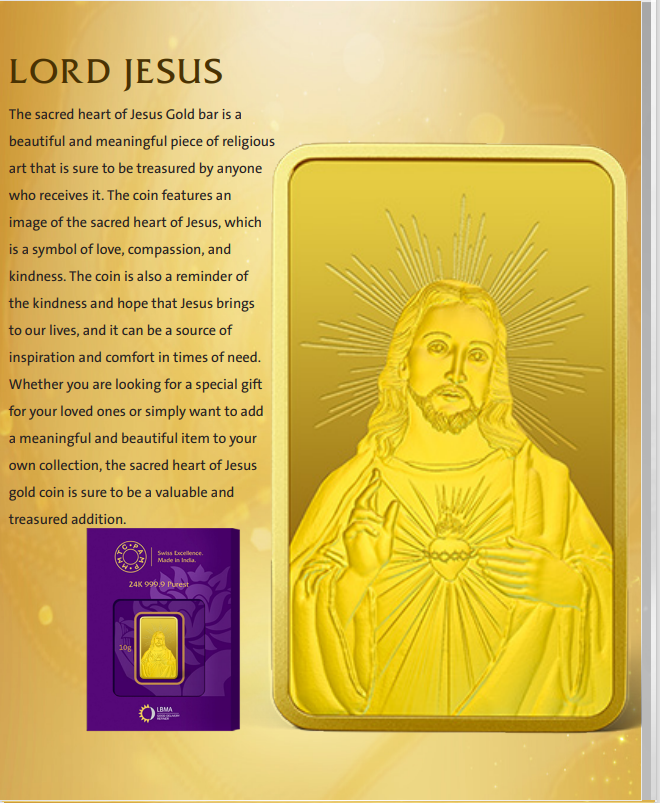 LORD JESUS
The sacred heart of Jesus Gold bar is a
beautiful and meaningful piece of religious
art that is sure to be treasured by anyone
who receives it. The coin features an
image of the sacred heart of Jesus, which
is a symbol of love, compassion, and
kindness. The coin is also a reminder of
the kindness and hope that Jesus brings
to our lives, and it can be a source of
inspiration and comfort in times of need.
Whether you are looking for a special gift
for your loved ones or simply want to add
a meaningful and beautiful item to your
own collection, the sacred heart of Jesus
gold coin is sure to be a valuable and
treasured addition.
MMTC·PAMP
Swiss Excellence.
Made in India.
24K 999.9 Purest
10g
LBMA